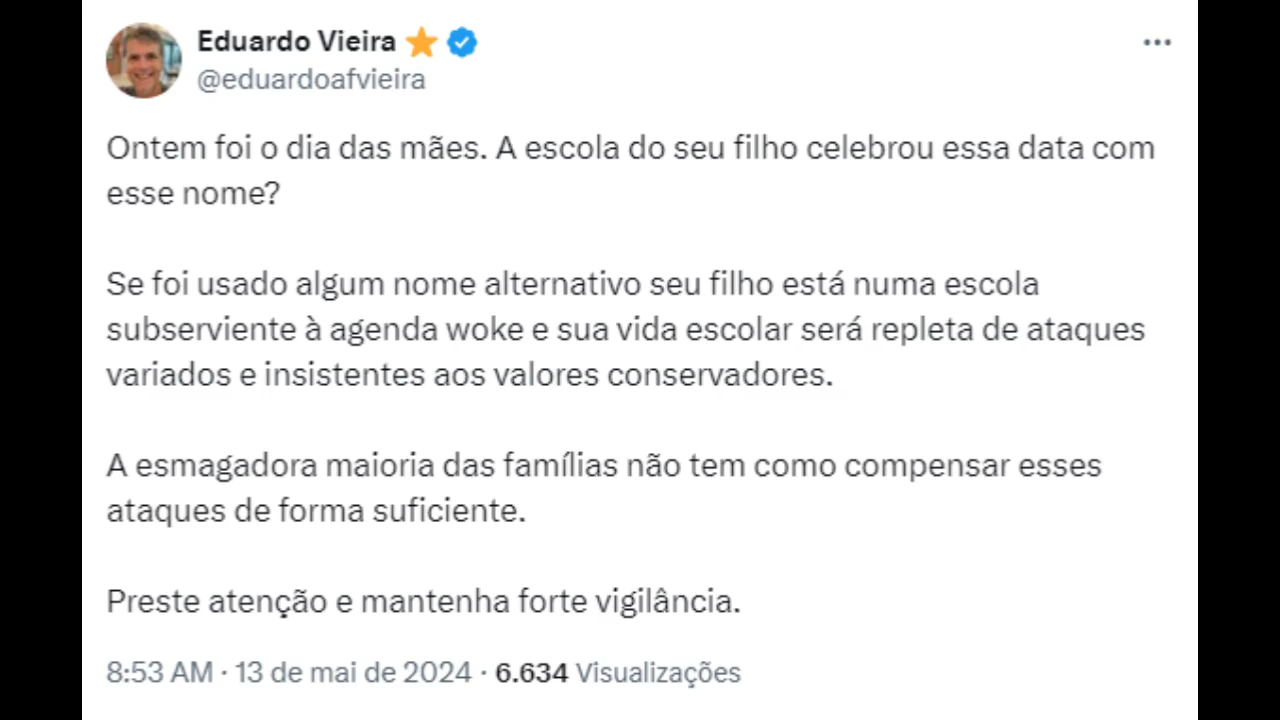 Eduardo Vieira
@eduardoafvieira
Ontem foi o dia das mães. A escola do seu filho celebrou essa data com
esse nome?
Se foi usado algum nome alternativo seu filho está numa escola
subserviente à agenda woke e sua vida escolar será repleta de ataques
variados e insistentes aos valores conservadores.
A esmagadora maioria das famílias não tem como compensar esses
ataques de forma suficiente.
Preste atenção e mantenha forte vigilância.
8:53 AM · 13 de mai de 2024 · 6.634 Visualizações